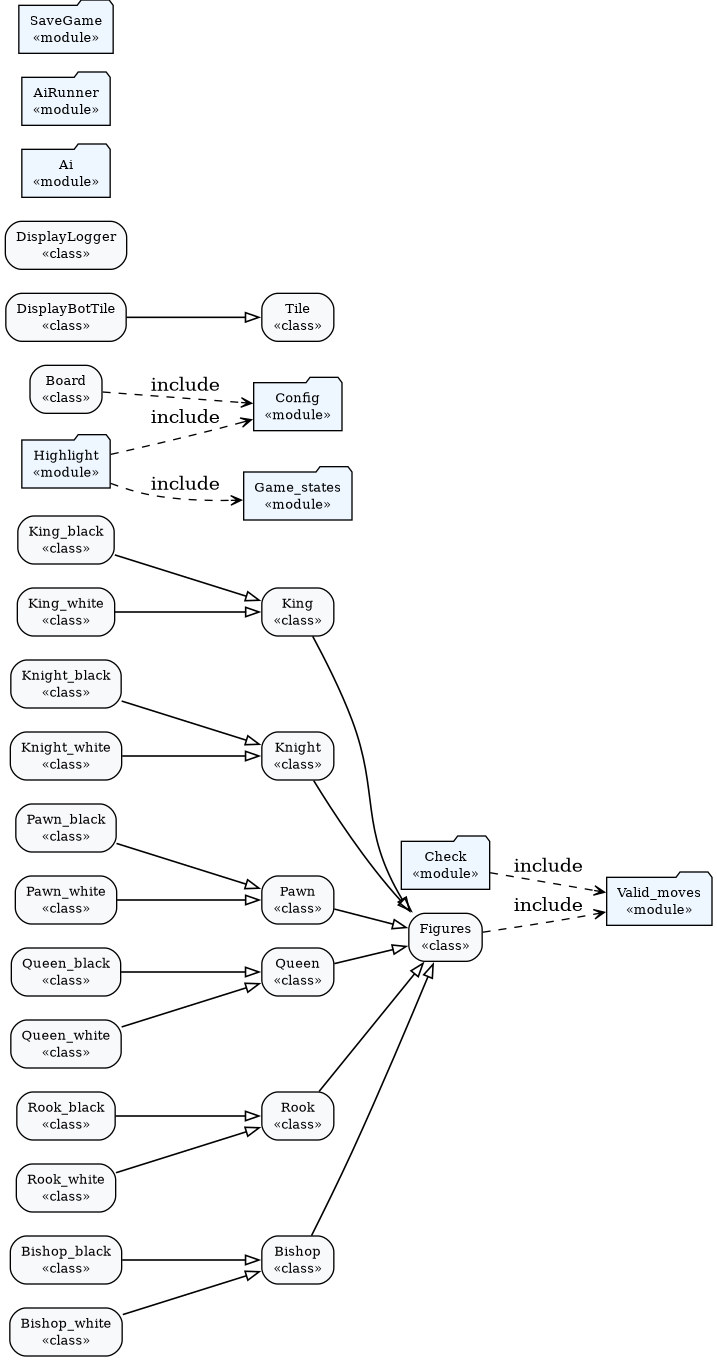 SaveGame
«module»
AiRunner
«module»
Ai
«module»
DisplayLogger
«class»
DisplayBotTile
«class»
Tile
«class»
Board
«class»
include
Config
«module»
include
Highlight
«module»
include
Game_states
«module»
King_black
«class»
King_white
«class»
King
«class»
Knight_black
«class»
Knight_white
«class»
Knight
«class»
Pawn_black
«class»
Pawn_white
«class»
Pawn
«class»
Check
«module»
include
Valid_moves
«module»
include
Figures
«class»
Queen_black
«class»
Queen
«class»
Queen_white
«class»
Rook_black
«class»
Rook
«class»
Rook_white
«class»
Bishop_black
«class»
Bishop
«class»
Bishop_white
«class»